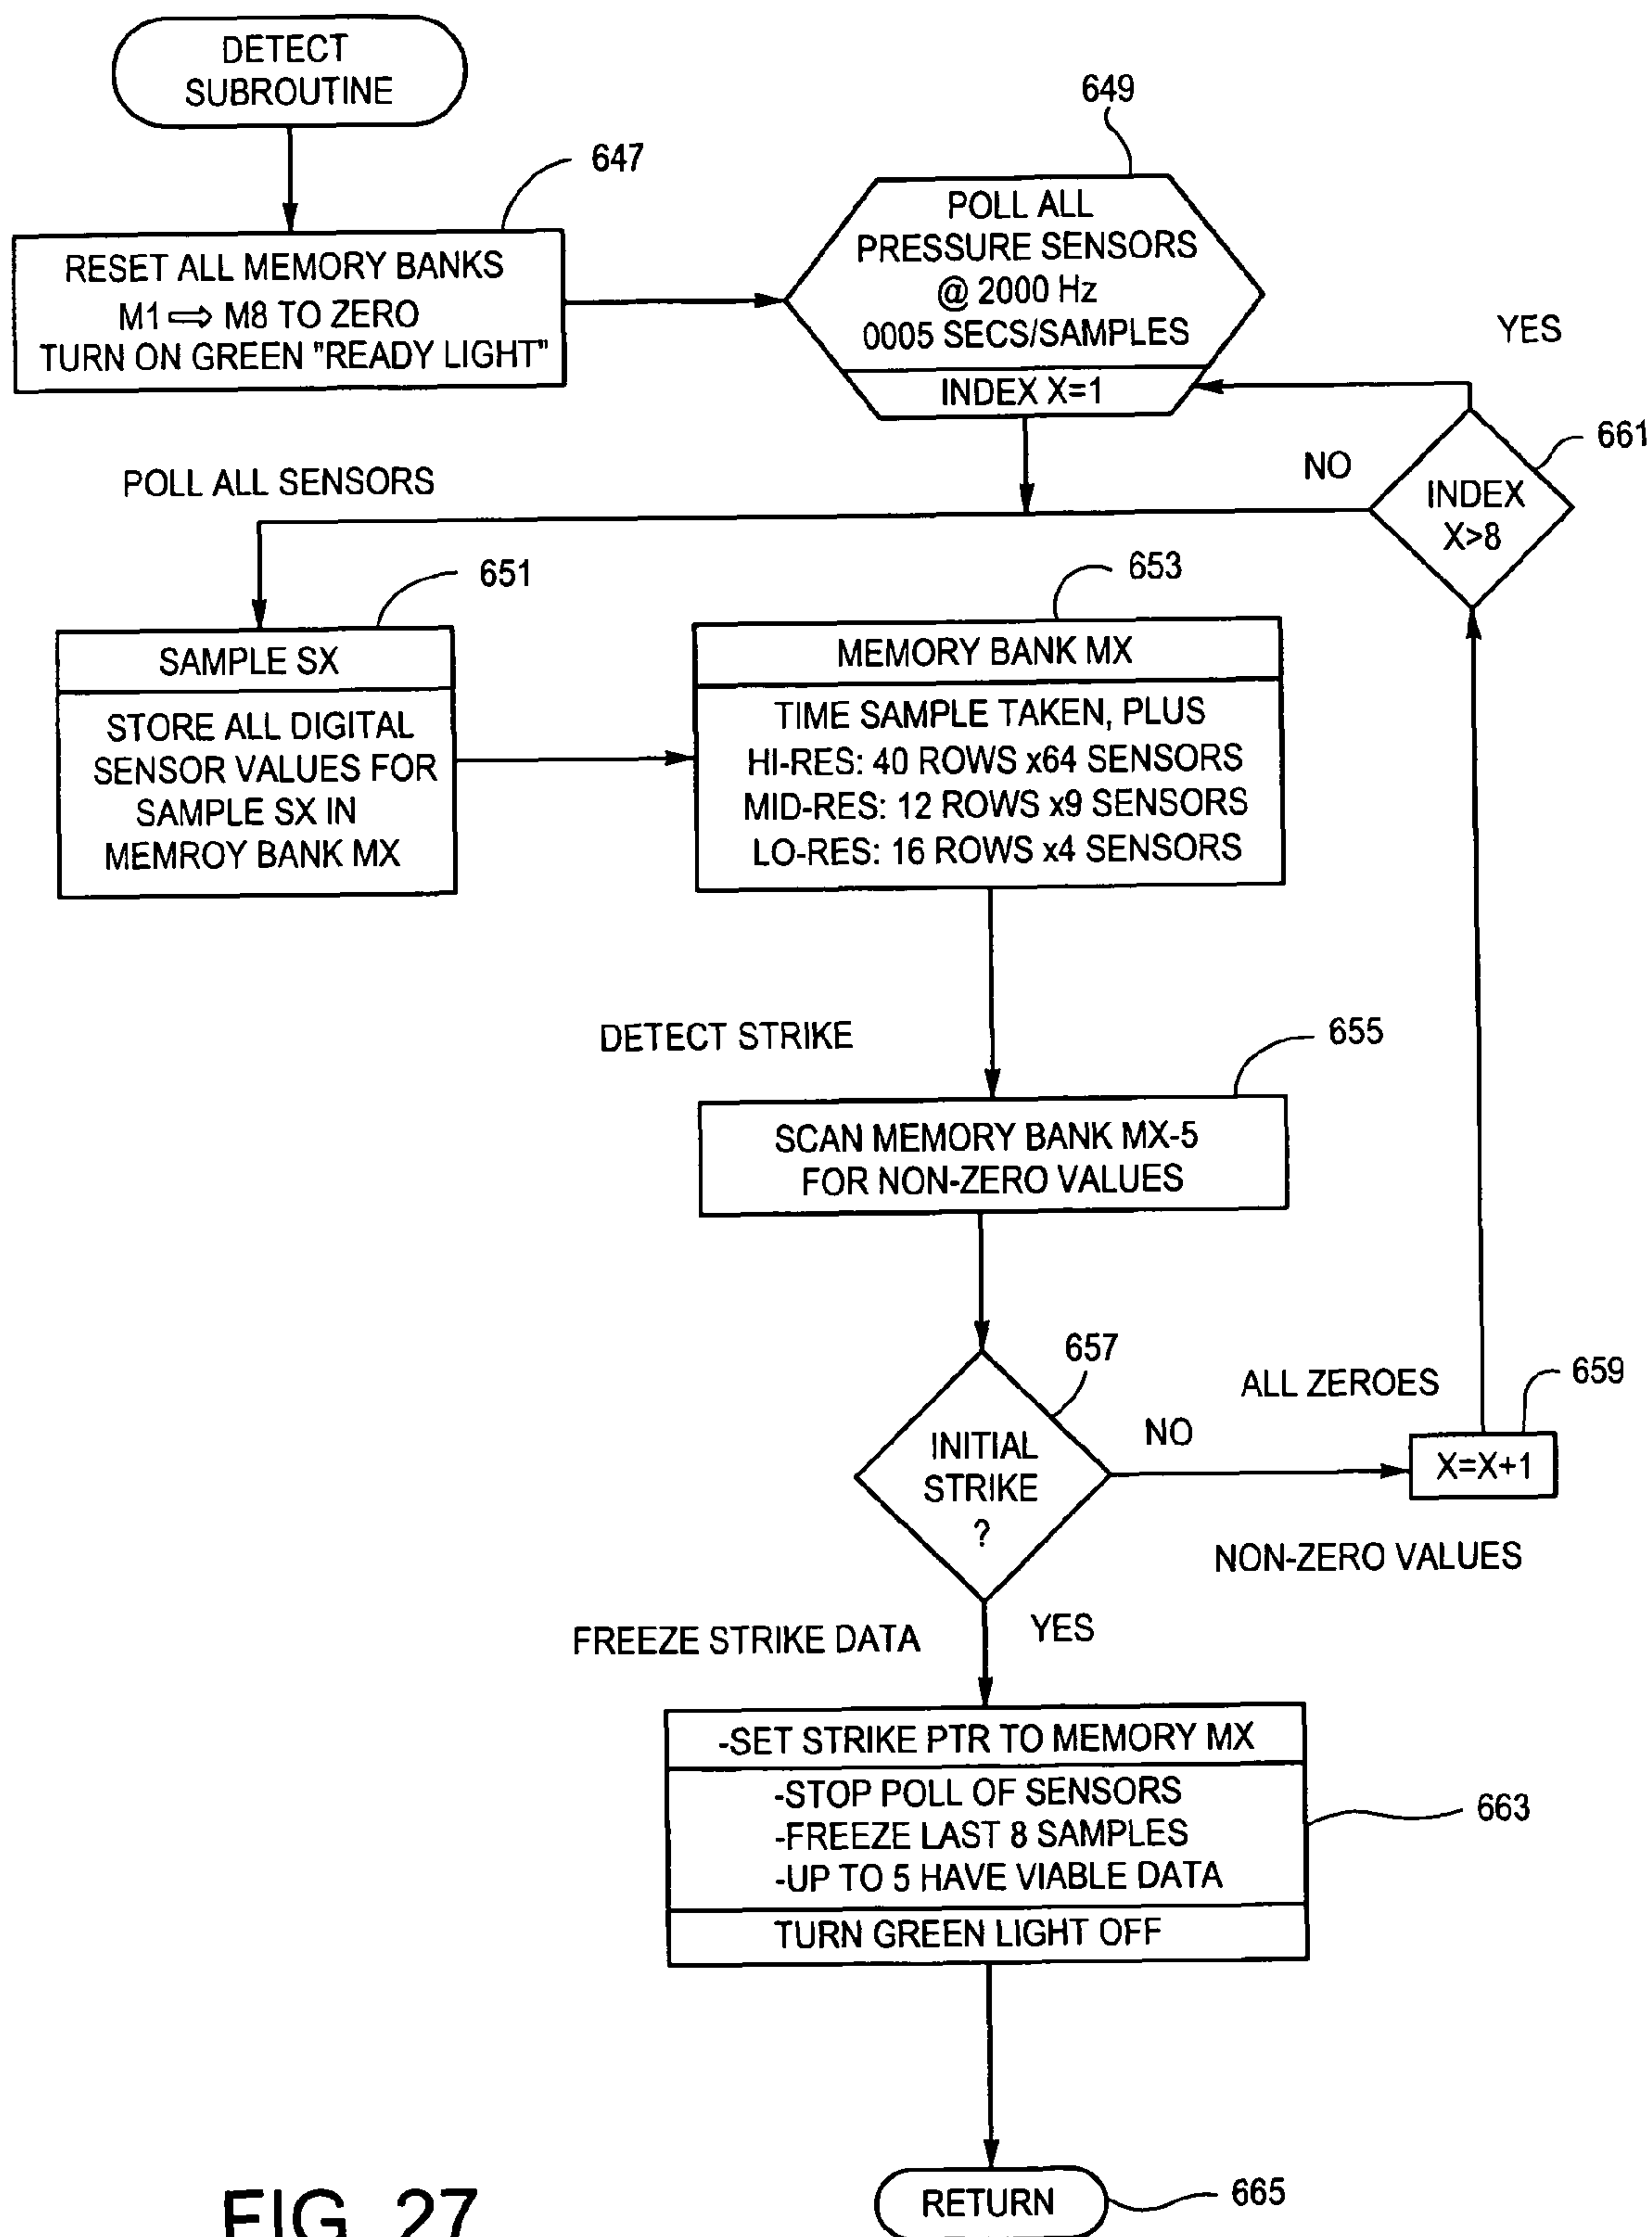 DETECT
SUBROUTINE
647
RESET ALL MEMORY BANKS
M1 ⇒ M8 TO ZERO
TURN ON GREEN "READY LIGHT"
649
POLL ALL
PRESSURE SENSORS
@ 2000 Hz
0005 SECS/SAMPLES
INDEX X=1
YES
661
NO
INDEX
X>8
POLL ALL SENSORS
651
SAMPLE SX
STORE ALL DIGITAL
SENSOR VALUES FOR
SAMPLE SX IN
MEMROY BANK MX
653
MEMORY BANK MX
TIME SAMPLE TAKEN, PLUS
HI-RES: 40 ROWS x64 SENSORS
MID-RES: 12 ROWS x9 SENSORS
LO-RES: 16 ROWS x4 SENSORS
DETECT STRIKE
655
SCAN MEMORY BANK MX-5
FOR NON-ZERO VALUES
657
INITIAL
STRIKE
?
NO
ALL ZEROES
659
X=X+1
NON-ZERO VALUES
YES
FREEZE STRIKE DATA
-SET STRIKE PTR TO MEMORY MX
-STOP POLL OF SENSORS
-FREEZE LAST 8 SAMPLES
-UP TO 5 HAVE VIABLE DATA
TURN GREEN LIGHT OFF
663
RETURN
665
FIG. 27